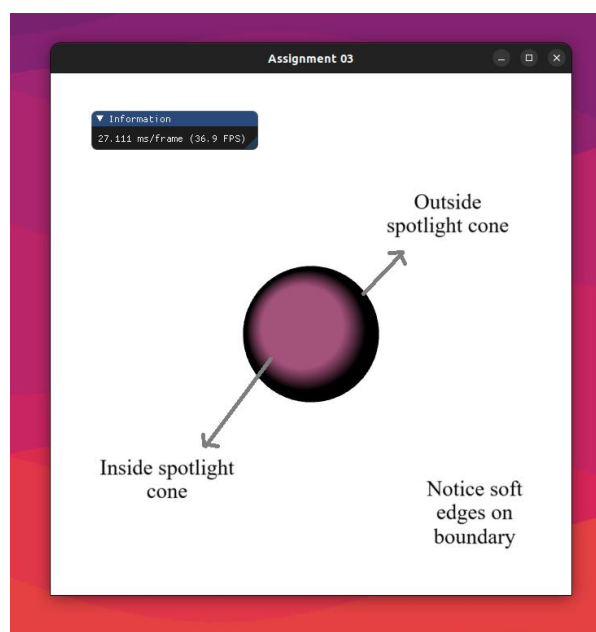 Assignment 03
▼ Information
27.111 ms/frame (36.9 FPS)
Outside
spotlight cone
Inside spotlight
cone
Notice soft
edges on
boundary